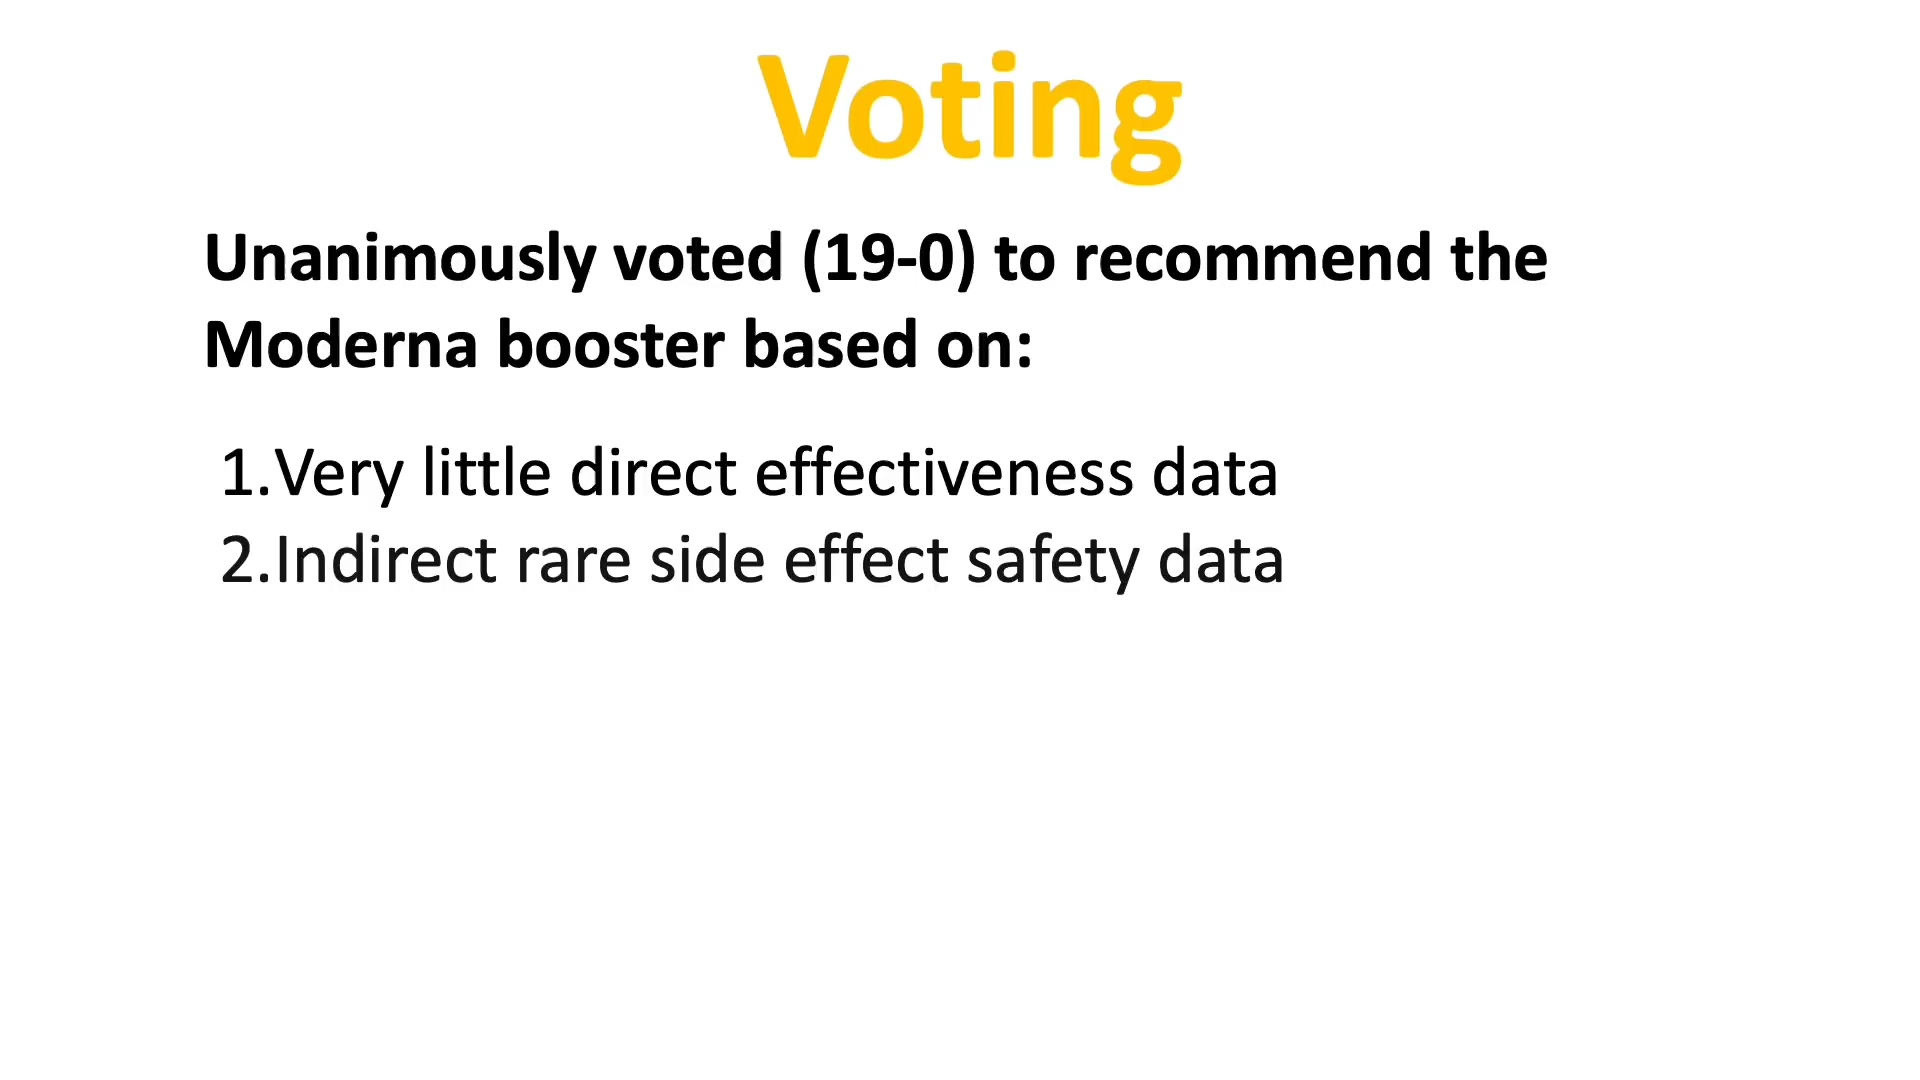 Voting
Unanimously voted (19-0) to recommend the
Moderna booster based on:
1.Very little direct effectiveness data
2.Indirect rare side effect safety data